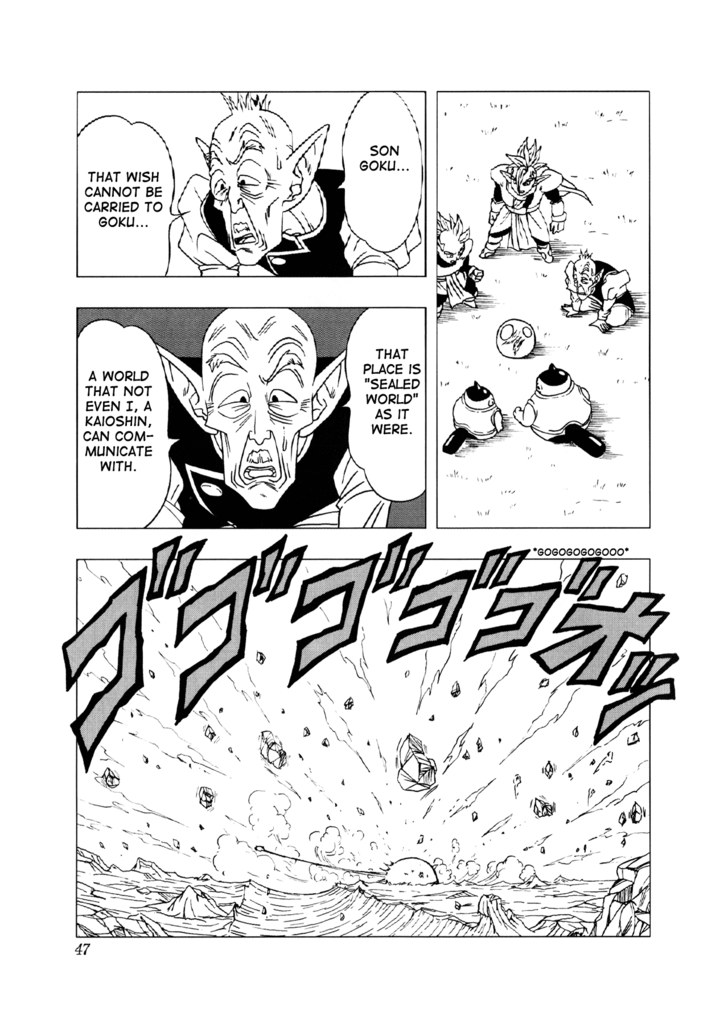 SON
GOKU...
THAT WISH
CANNOT BE
CARRIED TO
GOKU...
THAT
PLACE IS
"SEALED
WORLD"
AS IT
WERE.
A WORLD
THAT NOT
EVEN I, A
KAIOSHIN,
CAN COM-
MUNICATE
WITH.
*GOGOGOGOGOOO*
ゴゴゴゴゴオッ
47